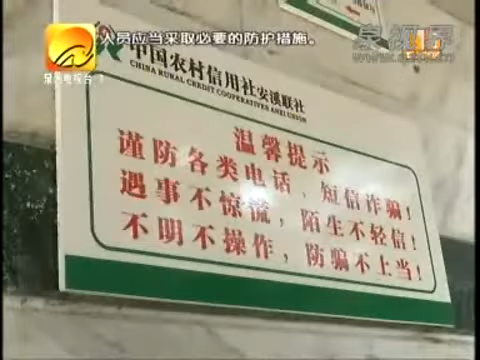 人员应当采取必要的防护措施。
中国农村信用社安溪联社
CHINA RURAL CREDIT COOPERATIVES ANXI UNION
温馨提示
谨防各类电话、短信诈骗！
遇事不惊慌，陌生不轻信！
不明不操作，防骗不上当！